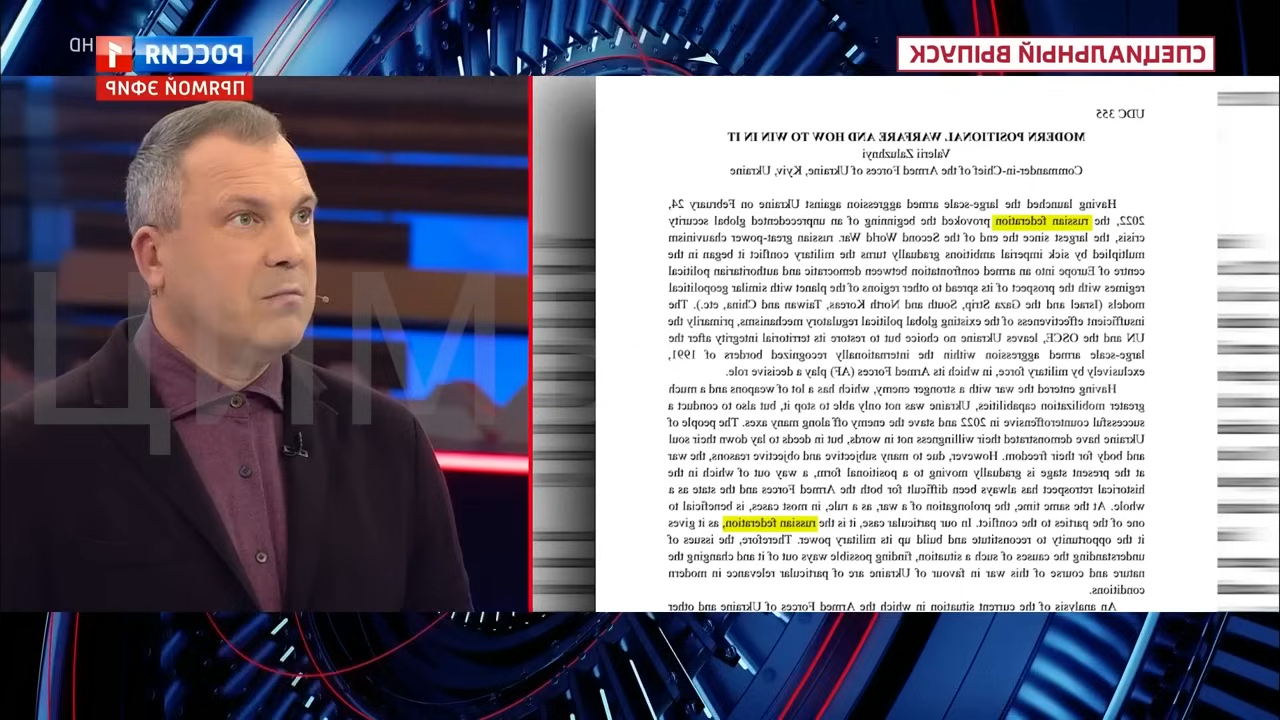 РОССИЯ 1 HD
ПРЯМОЙ ЭФИР
СПЕЦИАЛЬНЫЙ ВЫПУСК
ЦПМ
UDC 355
MODERN POSITIONAL WARFARE AND HOW TO WIN IN IT
Valerii Zaluzhnyi
Commander-in-Chief of the Armed Forces of Ukraine, Kyiv, Ukraine
Having launched the large-scale armed aggression against Ukraine on February 24,
2022, the russian federation provoked the beginning of an unprecedented global security
crisis, the largest since the end of the Second World War. russian great-power chauvinism
multiplied by sick imperial ambitions gradually turns the military conflict it began in the
centre of Europe into an armed confrontation between democratic and authoritarian political
regimes with the prospect of its spread to other regions of the planet with similar geopolitical
models (Israel and the Gaza Strip, South and North Koreas, Taiwan and China, etc.). The
insufficient effectiveness of the existing global political regulatory mechanisms, primarily the
UN and the OSCE, leaves Ukraine no choice but to restore its territorial integrity after the
large-scale armed aggression within the internationally recognized borders of 1991,
exclusively by military force, in which its Armed Forces (AF) play a decisive role.
Having entered the war with a stronger enemy, which has a lot of weapons and a much
greater mobilization capabilities, Ukraine was not only able to stop it, but also to conduct a
successful counteroffensive in 2022 and stave the enemy off along many axes. The people of
Ukraine have demonstrated their willingness not in words, but in deeds to lay down their soul
and body for their freedom. However, due to many subjective and objective reasons, the war
at the present stage is gradually moving to a positional form, a way out of which in the
historical retrospect has always been difficult for both the Armed Forces and the state as a
whole. At the same time, the prolongation of a war, as a rule, in most cases, is beneficial to
one of the parties to the conflict. In our particular case, it is the russian federation, as it gives
it the opportunity to reconstitute and build up its military power. Therefore, the issues of
understanding the causes of such a situation, finding possible ways out of it and changing the
nature and course of this war in favour of Ukraine are of particular relevance in modern
conditions.
An analysis of the current situation in which the Armed Forces of Ukraine and other